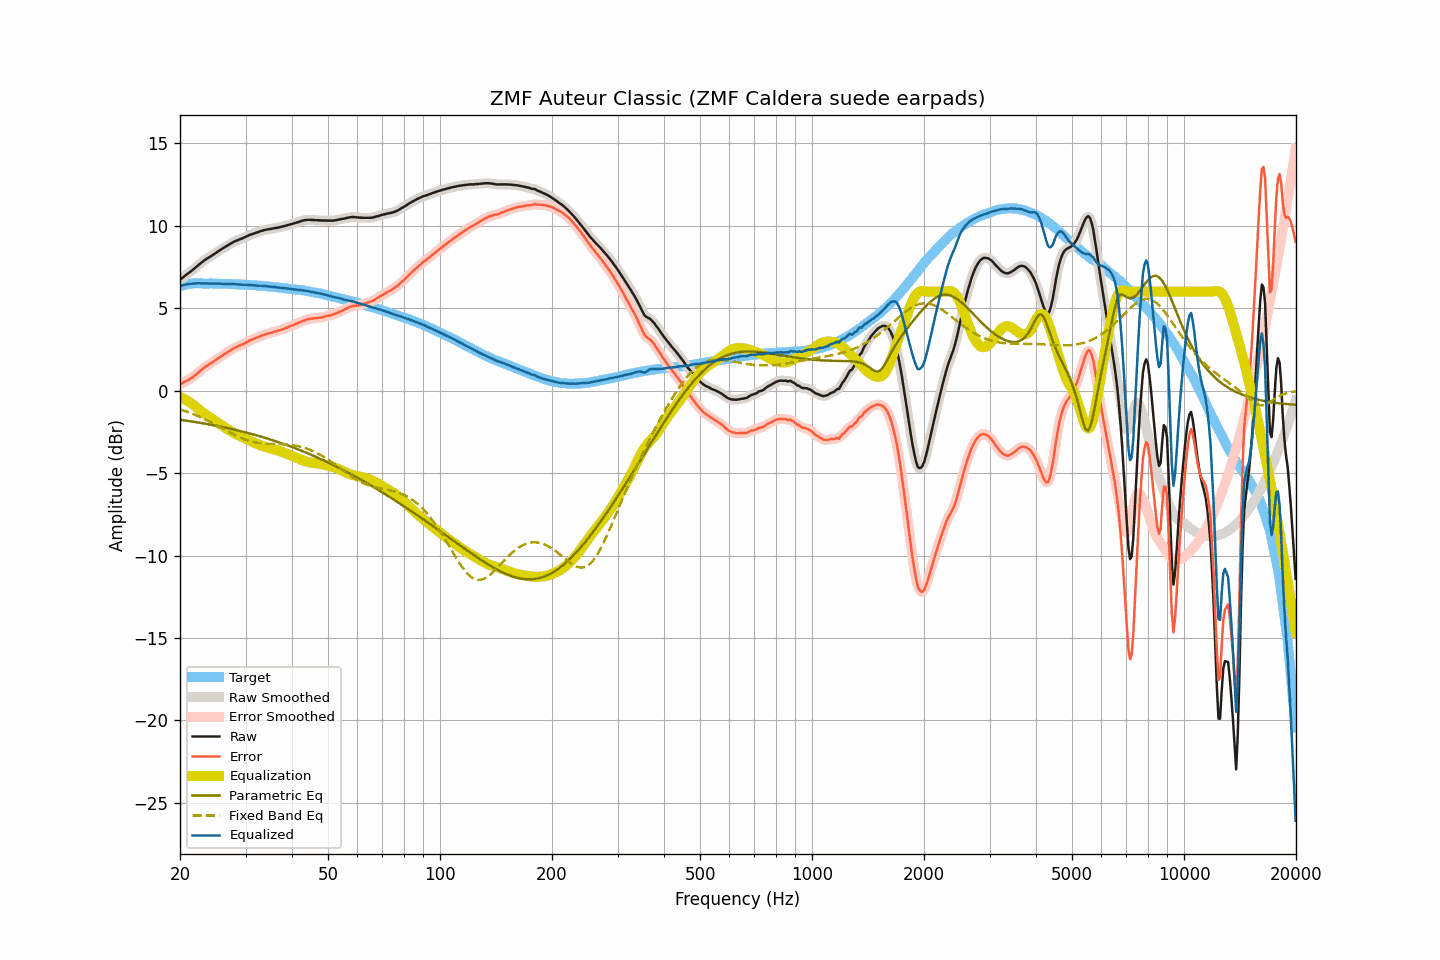 ZMF Auteur Classic (ZMF Caldera suede earpads)
15
10
5
0
−5
−10
−15
−20
−25
Amplitude (dBr)
Target
Raw Smoothed
Error Smoothed
Raw
Error
Equalization
Parametric Eq
Fixed Band Eq
Equalized
20 50 100 200 500 1000 2000 5000 10000 20000
Frequency (Hz)